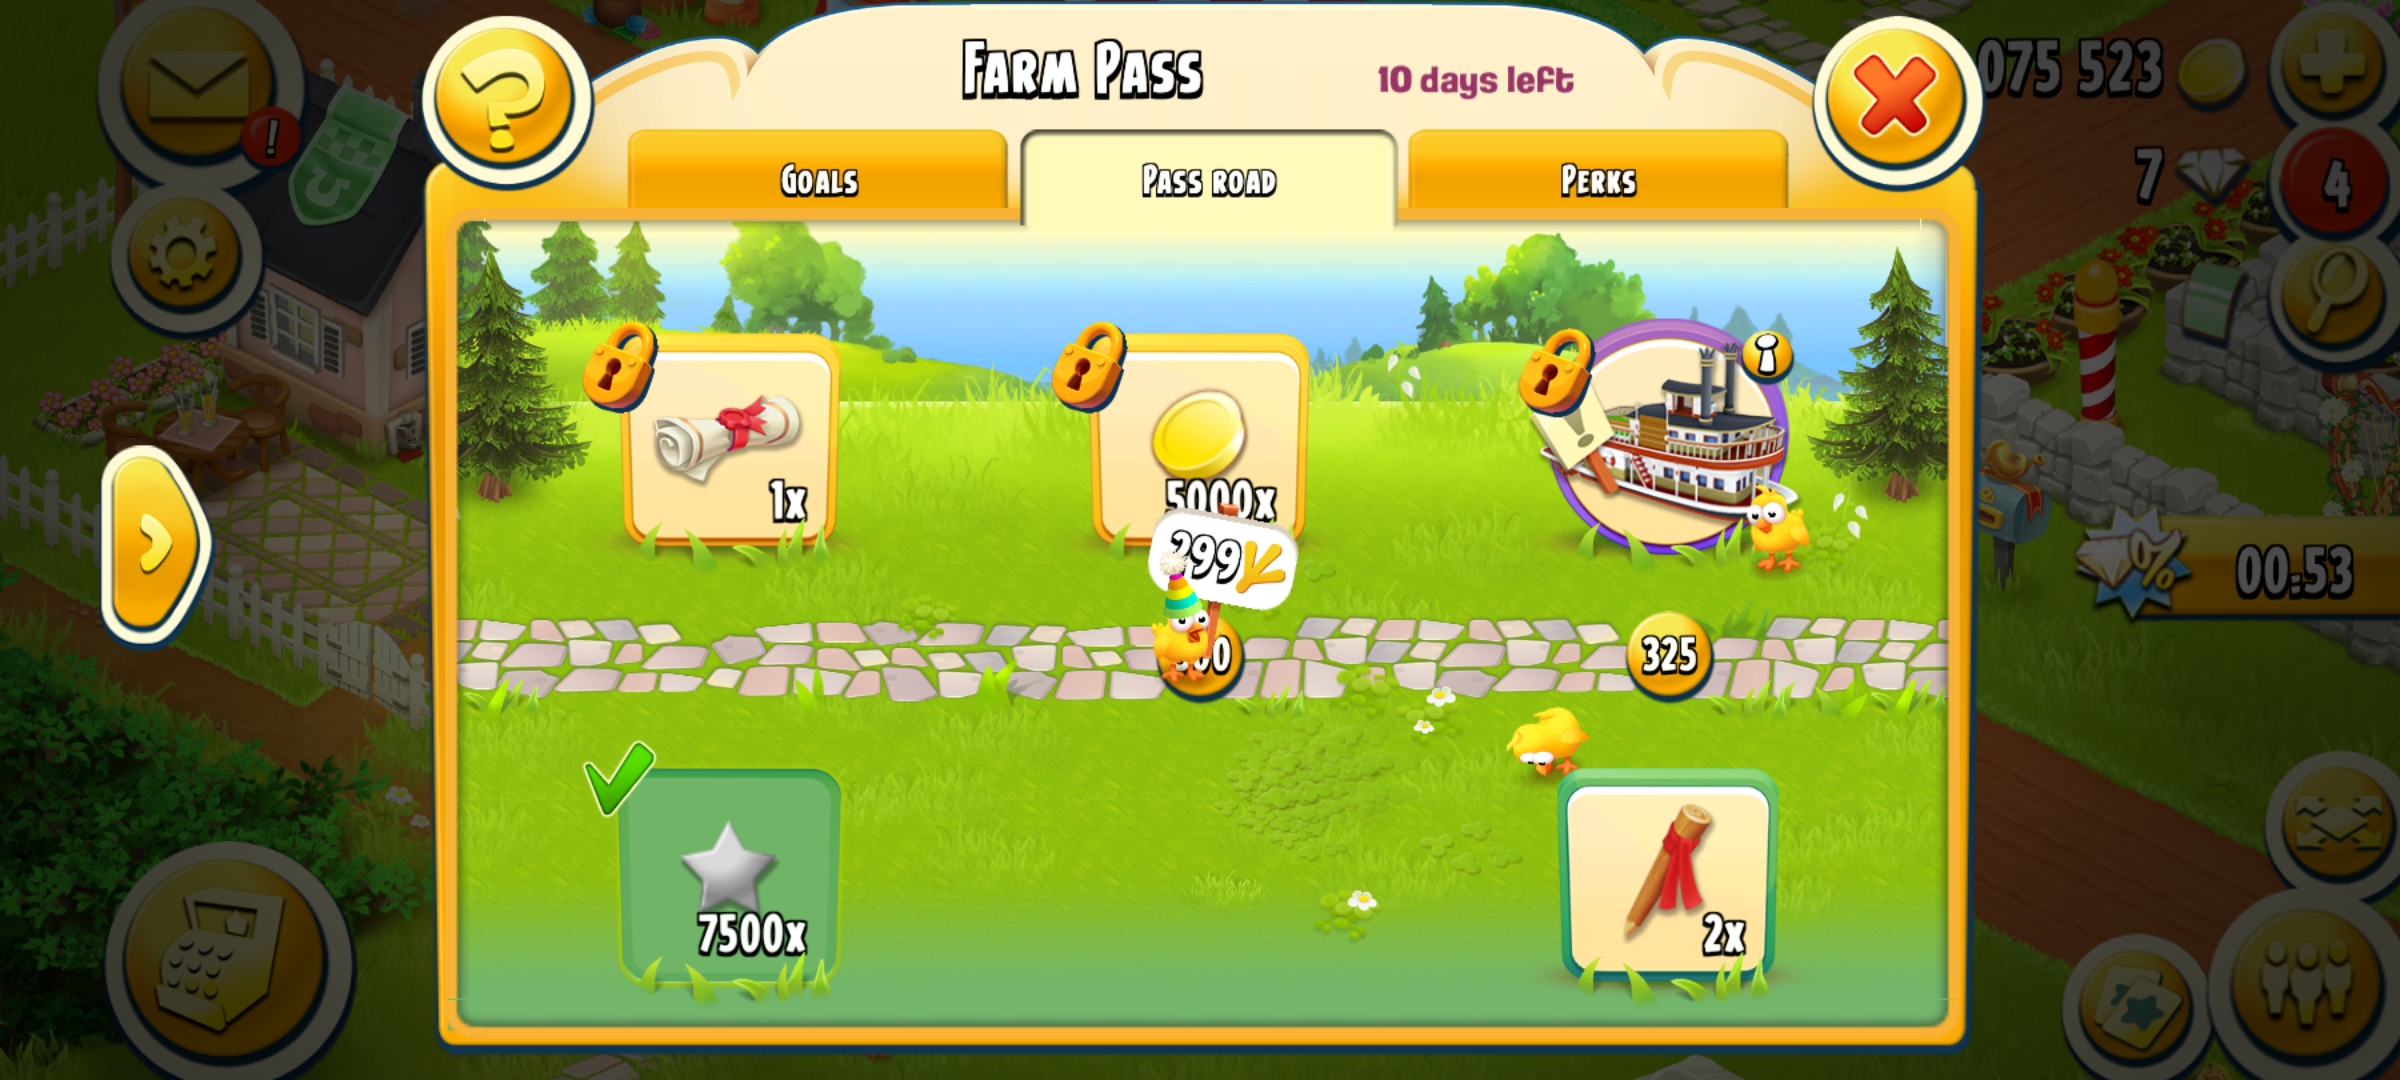 FARM PASS
10 days left
075 523
GOALS
PASS ROAD
PERKS
7
4
1x
5000x
299
%
00:53
325
7500x
2x